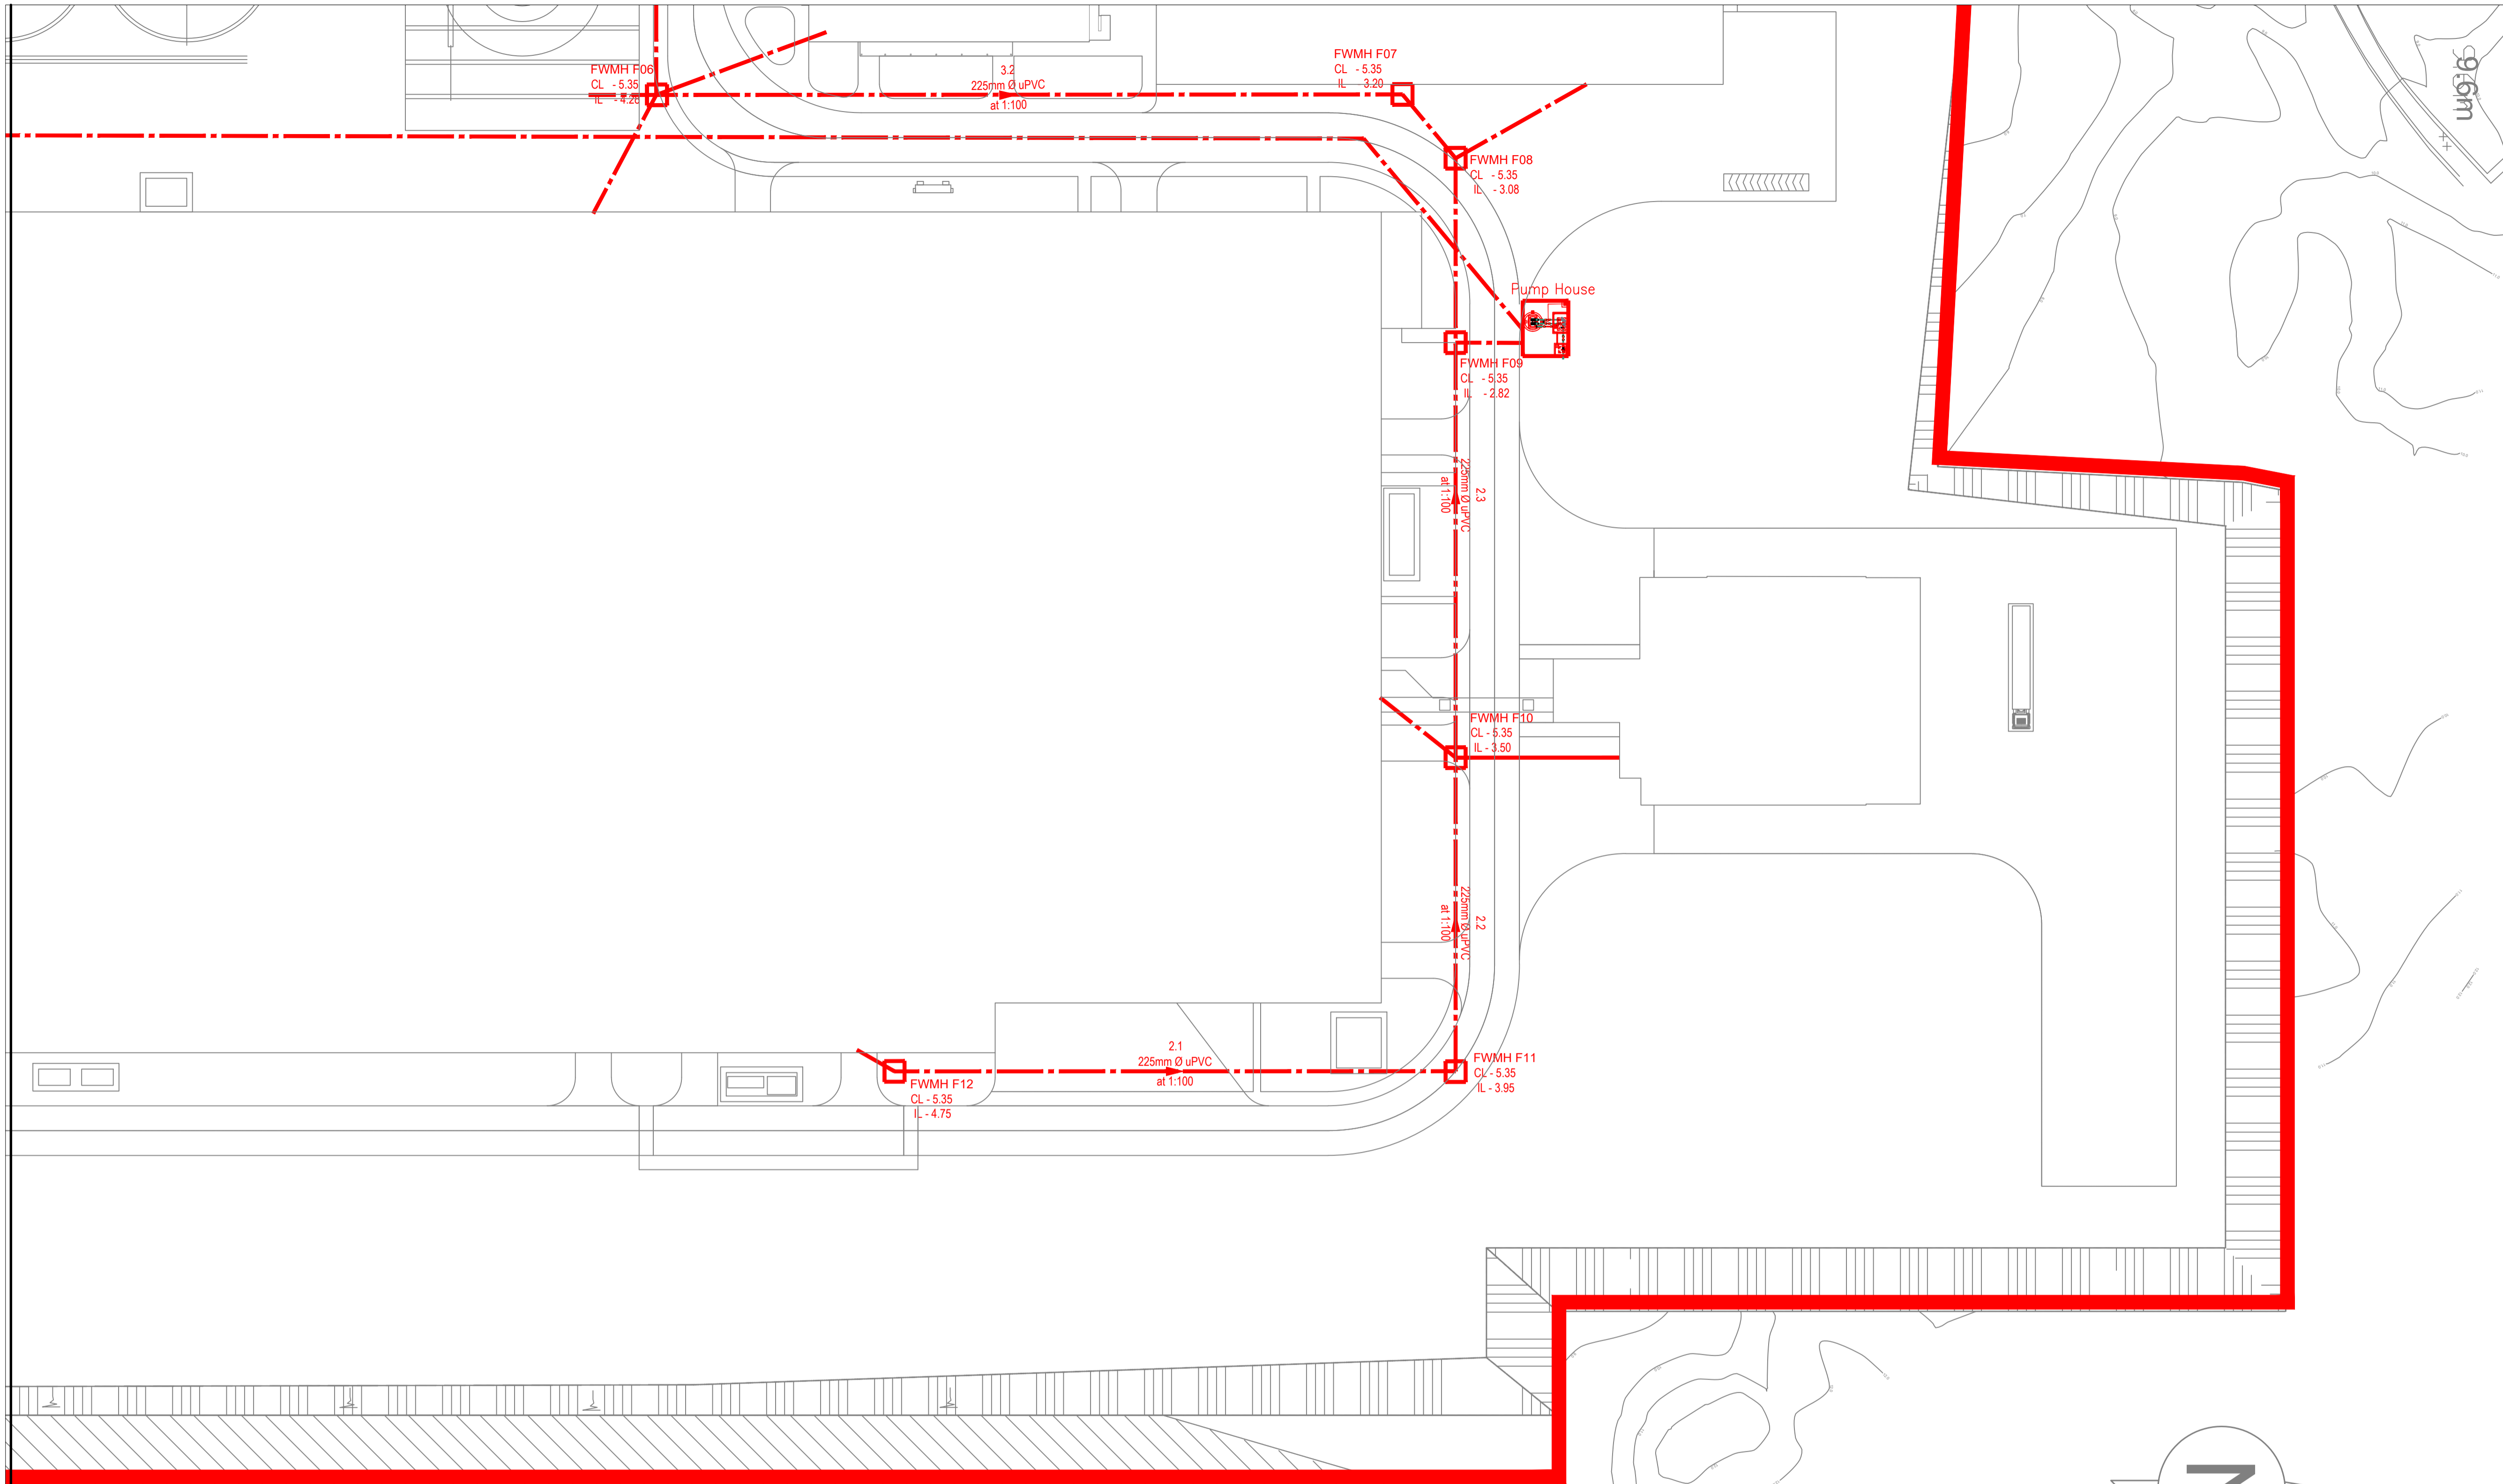 FWMH F06
CL - 5.35
IL - 4.28
3.2
225mm Ø uPVC
at 1:100
FWMH F07
CL - 5.35
IL - 3.20
9.6m
FWMH F08
CL - 5.35
IL - 3.08
Pump House
FWMH F09
CL - 5.35
IL - 2.82
2.3
225mm Ø uPVC
at 1:100
FWMH F10
CL - 5.35
IL - 3.50
2.2
225mm Ø uPVC
at 1:100
2.1
225mm Ø uPVC
at 1:100
FWMH F11
CL - 5.35
IL - 3.95
FWMH F12
CL - 5.35
IL - 4.75
N